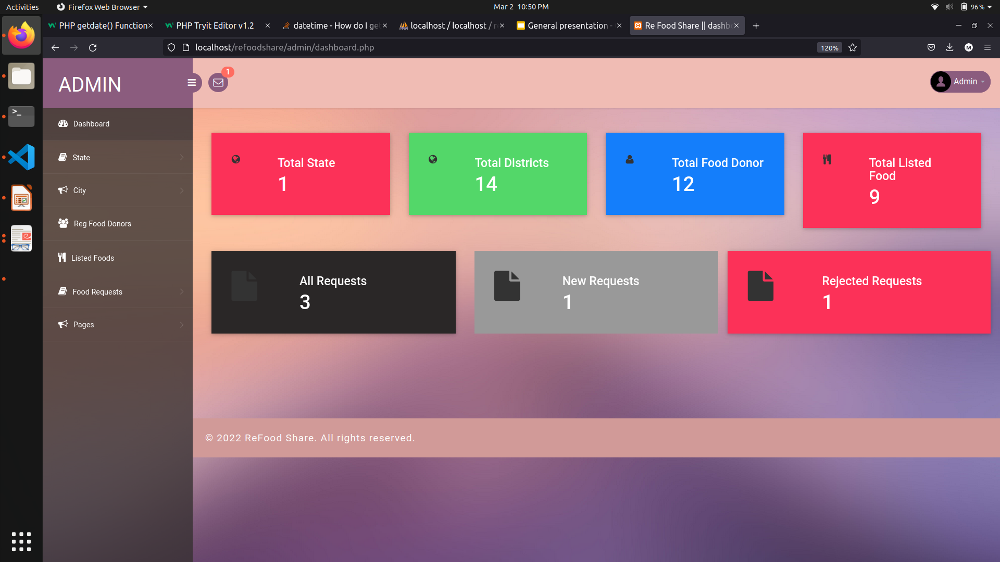 Activities
Firefox Web Browser
Mar 2 10:50 PM
96 %
PHP getdate() Function
PHP Tryit Editor v1.2
datetime - How do I ge
localhost / localhost / r
General presentation -
Re Food Share || dashb
localhost/refoodshare/admin/dashboard.php
120%
M
ADMIN
1
Admin
Dashboard
State
City
Reg Food Donors
Listed Foods
Food Requests
Pages
Total State
1
Total Districts
14
Total Food Donor
12
Total Listed
Food
9
All Requests
3
New Requests
1
Rejected Requests
1
© 2022 ReFood Share. All rights reserved.